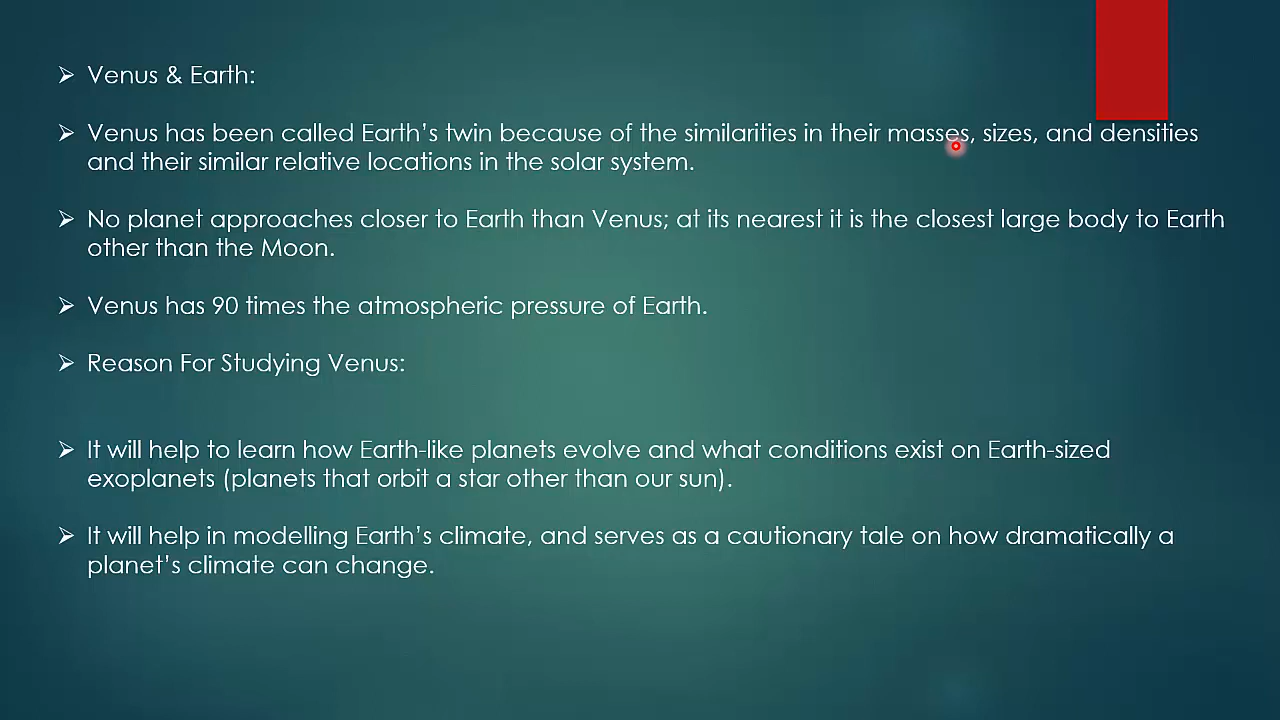 Venus & Earth:
Venus has been called Earth's twin because of the similarities in their masses, sizes, and densities
and their similar relative locations in the solar system.
No planet approaches closer to Earth than Venus; at its nearest it is the closest large body to Earth
other than the Moon.
Venus has 90 times the atmospheric pressure of Earth.
Reason For Studying Venus:
It will help to learn how Earth-like planets evolve and what conditions exist on Earth-sized
exoplanets (planets that orbit a star other than our sun).
It will help in modelling Earth's climate, and serves as a cautionary tale on how dramatically a
planet's climate can change.